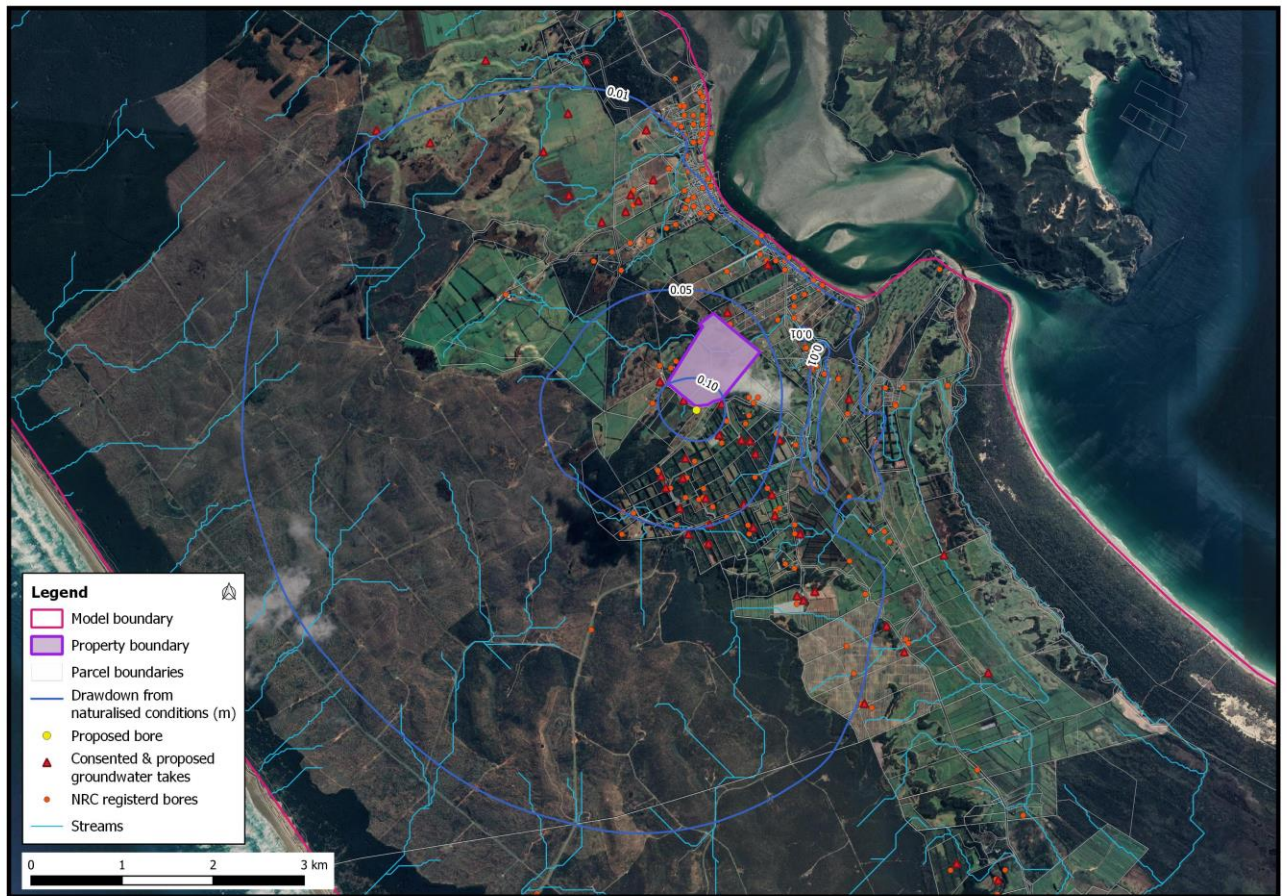 0.01
0.05
0.01
0.01
0.10
Legend
Model boundary
Property boundary
Parcel boundaries
Drawdown from
naturalised conditions (m)
Proposed bore
Consented & proposed
groundwater takes
NRC registerd bores
Streams
0 1 2 3 km